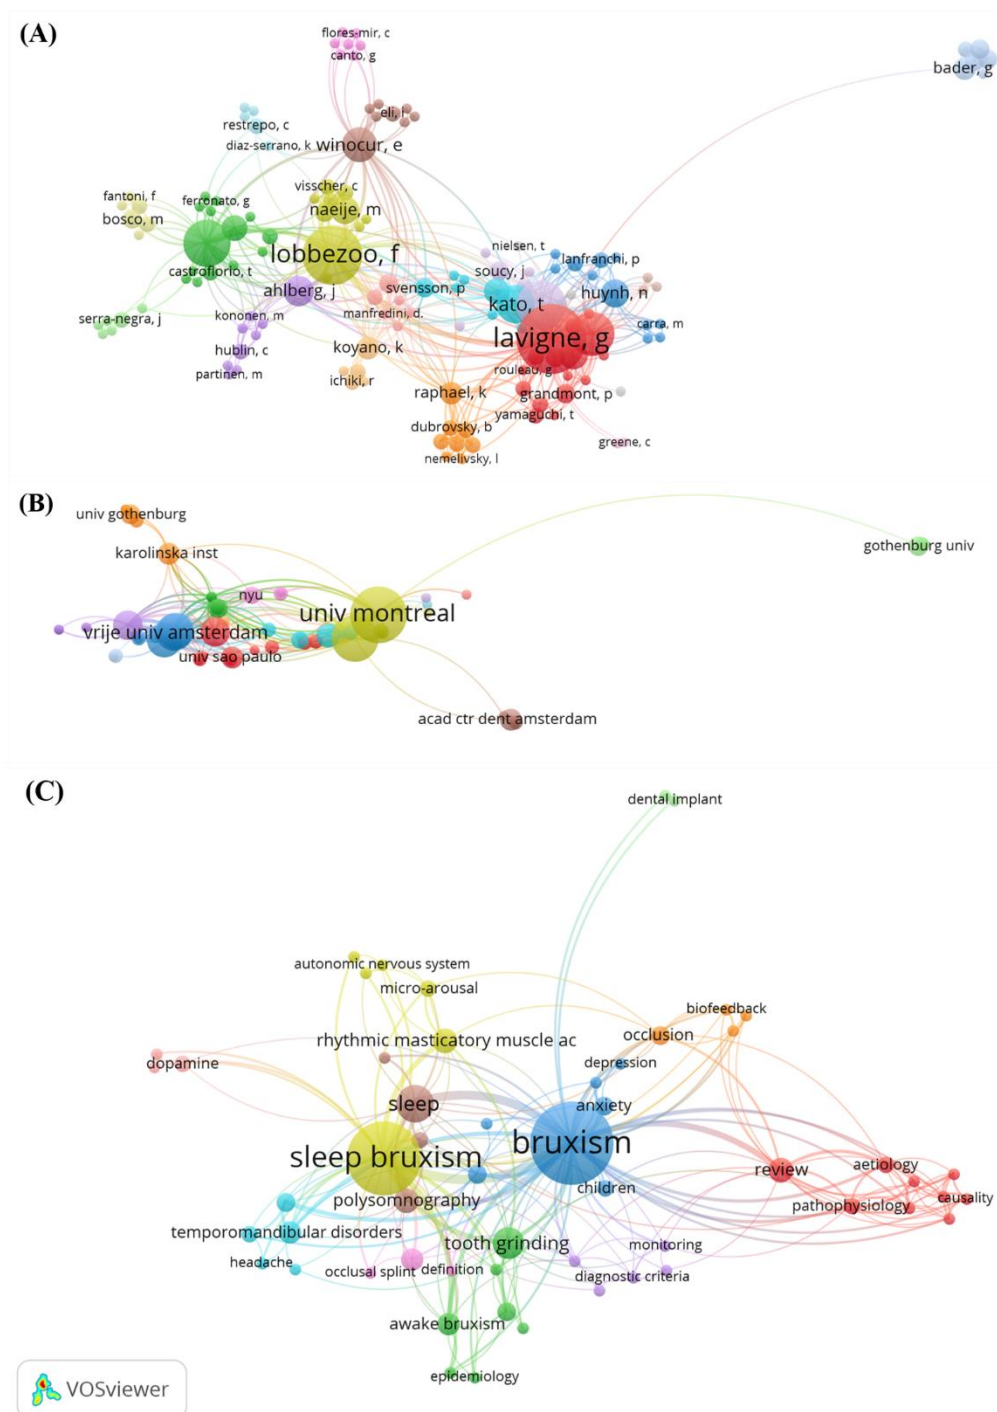 (A)
flores-mir, c
canto, g
bader, g
eli, i
restrepo, c
diaz-serrano, k
winocur, e
visscher, c
fantoni, f
ferronato, g
naeije, m
bosco, m
nielsen, t
lobbezoo, f
lanfranchi, p
castroflorio, t
soucy, j
ahlberg, j
svensson, p
huynh, n
kato, t
serra-negra, j
kononen, m
manfredini, d.
carra, m
lavigne, g
hublin, c
koyano, k
partinen, m
rouleau, g
ichiki, r
raphael, k
grandmont, p
yamaguchi, t
dubrovsky, b
greene, c
nemelivsky, l
(B)
univ gothenburg
karolinska inst
gothenburg univ
nyu
univ montreal
vrije univ amsterdam
univ sao paulo
acad ctr dent amsterdam
(C)
dental implant
autonomic nervous system
micro-arousal
biofeedback
rhythmic masticatory muscle ac
occlusion
dopamine
depression
sleep
anxiety
bruxism
sleep bruxism
review
aetiology
children
causality
polysomnography
pathophysiology
temporomandibular disorders
tooth grinding
monitoring
headache
occlusal splint
definition
diagnostic criteria
awake bruxism
epidemiology
VOSviewer